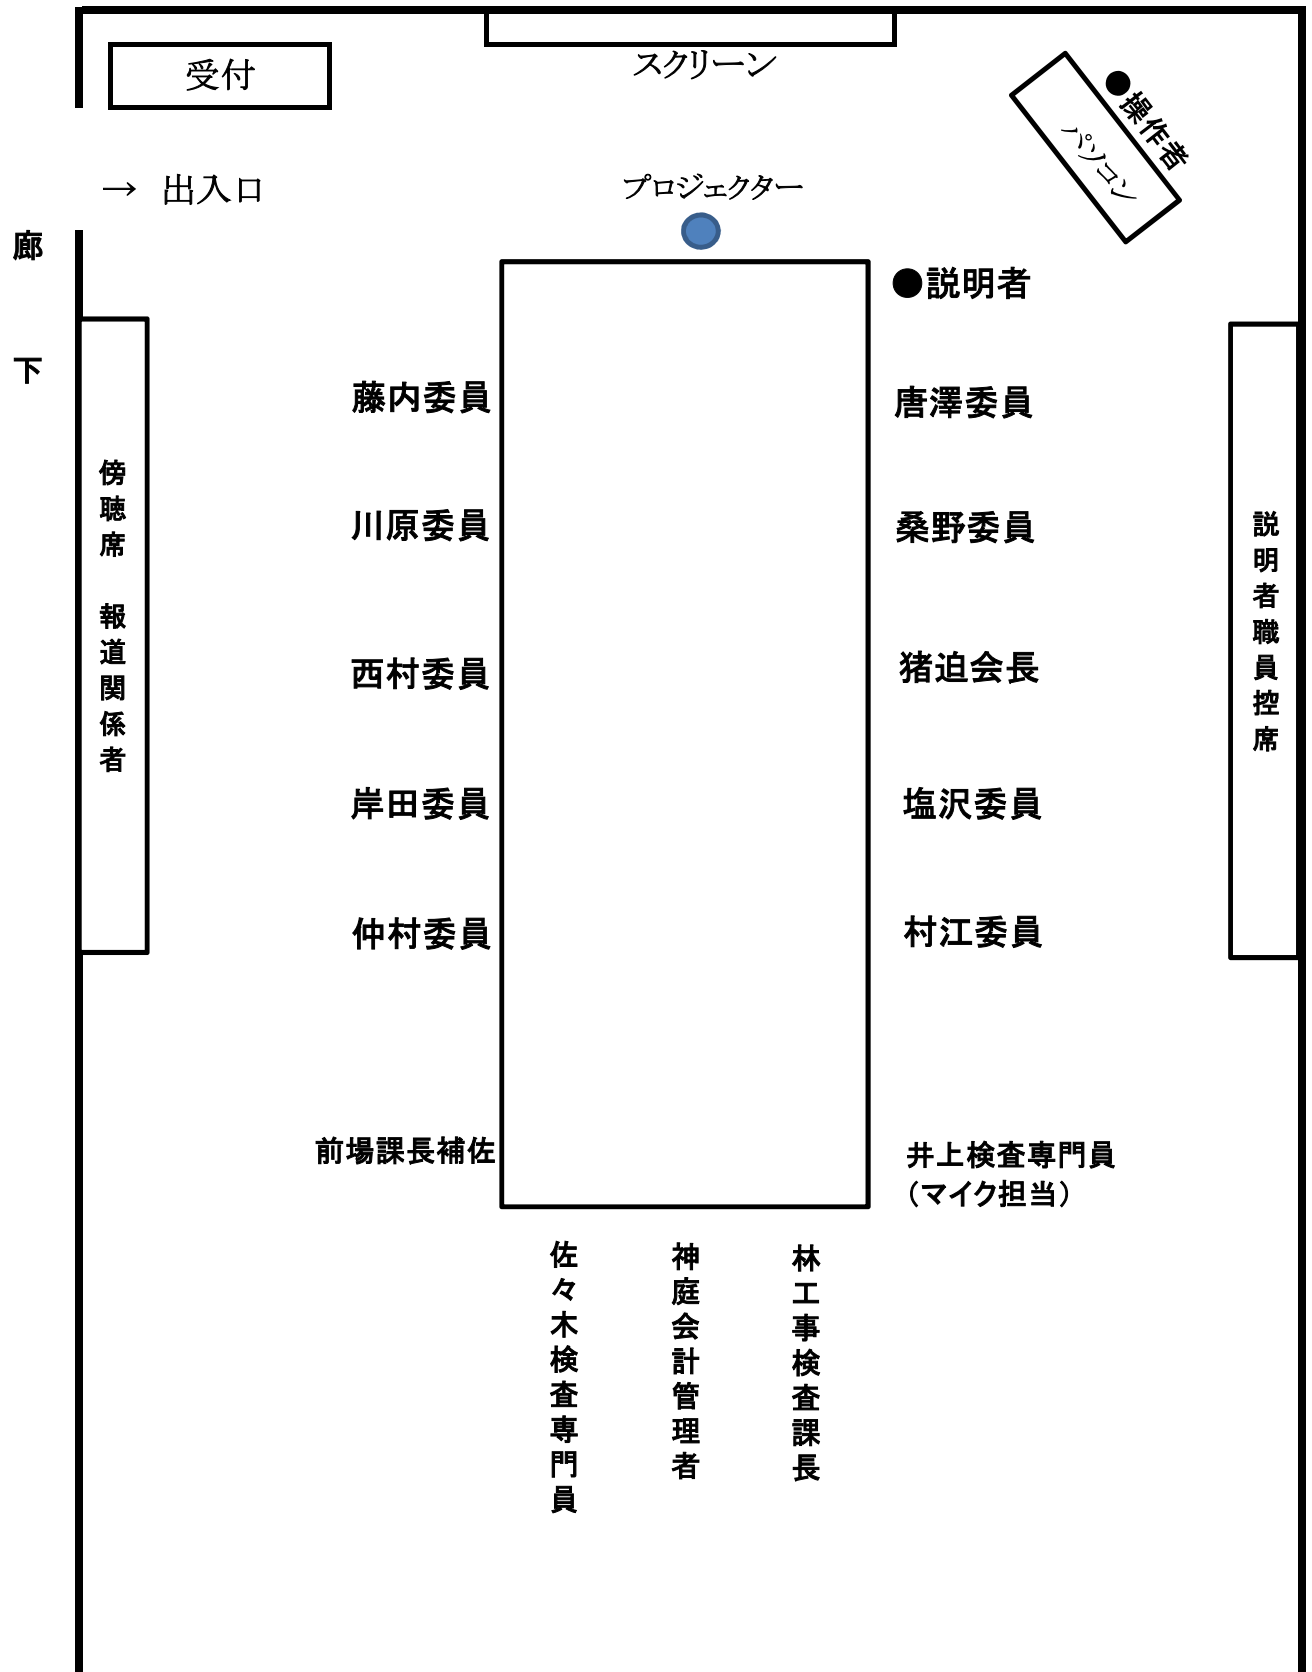 受付
スクリーン
●操作者
パソコン
→ 出入口
プロジェクター
廊下
●説明者
藤内委員
唐澤委員
川原委員
桑野委員
西村委員
猪迫会長
岸田委員
塩沢委員
仲村委員
村江委員
傍聴席 報道関係者
説明者職員控席
前場課長補佐
井上検査専門員
（マイク担当）
佐々木検査専門員
神庭会計管理者
林工事検査課長